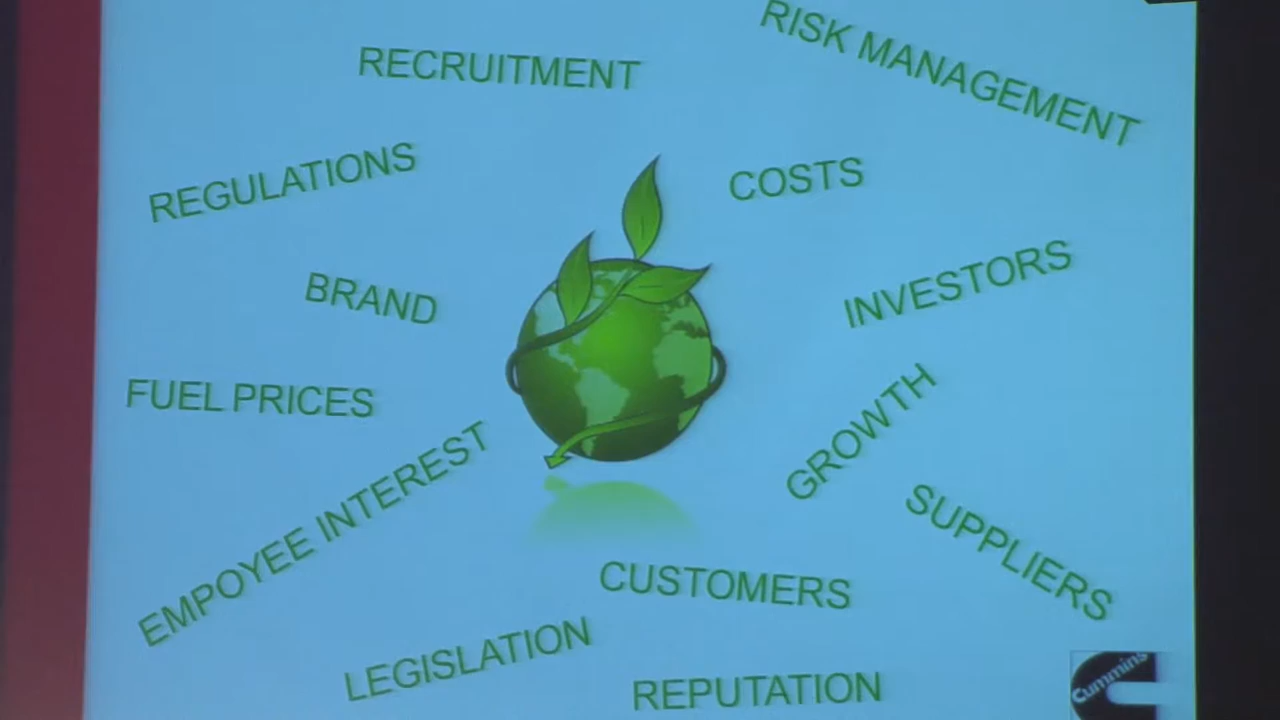 RISK MANAGEMENT
RECRUITMENT
REGULATIONS
COSTS
BRAND
INVESTORS
FUEL PRICES
GROWTH
EMPOYEE INTEREST
SUPPLIERS
CUSTOMERS
LEGISLATION
REPUTATION
Cummins